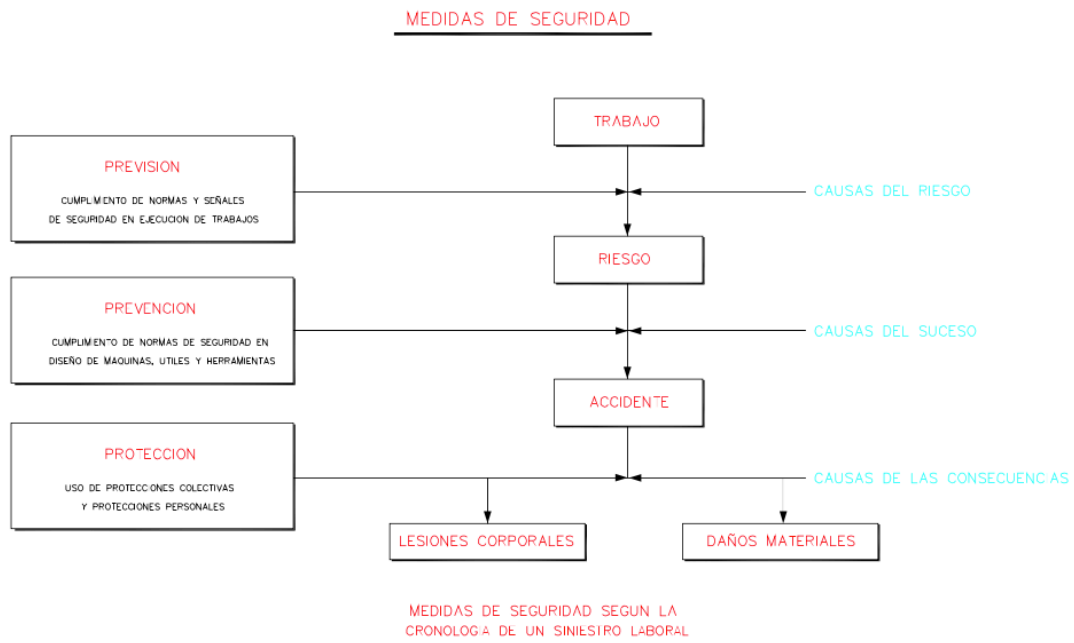 MEDIDAS DE SEGURIDAD
TRABAJO
PREVISION
CUMPLIMIENTO DE NORMAS Y SEÑALES
DE SEGURIDAD EN EJECUCION DE TRABAJOS
CAUSAS DEL RIESGO
RIESGO
PREVENCION
CUMPLIMIENTO DE NORMAS DE SEGURIDAD EN
DISEÑO DE MAQUINAS, UTILES Y HERRAMIENTAS
CAUSAS DEL SUCESO
ACCIDENTE
PROTECCION
USO DE PROTECCIONES COLECTIVAS
Y PROTECCIONES PERSONALES
CAUSAS DE LAS CONSECUENCIAS
LESIONES CORPORALES
DAÑOS MATERIALES
MEDIDAS DE SEGURIDAD SEGUN LA
CRONOLOGIA DE UN SINIESTRO LABORAL